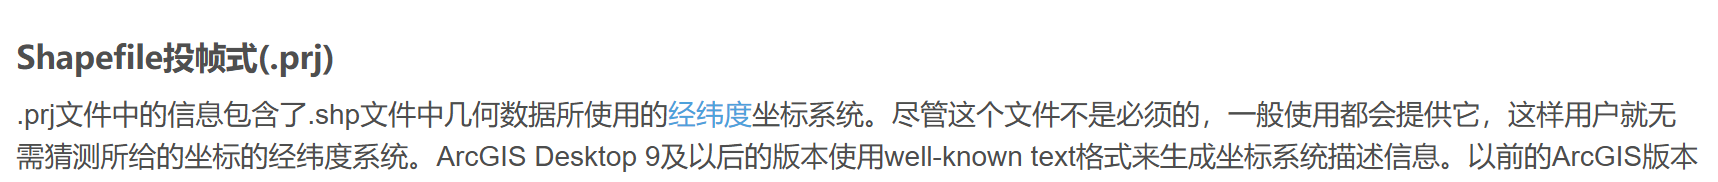 Shapefile投帧式(.prj)
.prj文件中的信息包含了.shp文件中几何数据所使用的经纬度坐标系统。尽管这个文件不是必须的，一般使用都会提供它，这样用户就无
需猜测所给的坐标的经纬度系统。ArcGIS Desktop 9及以后的版本使用well-known text格式来生成坐标系统描述信息。以前的ArcGIS版本